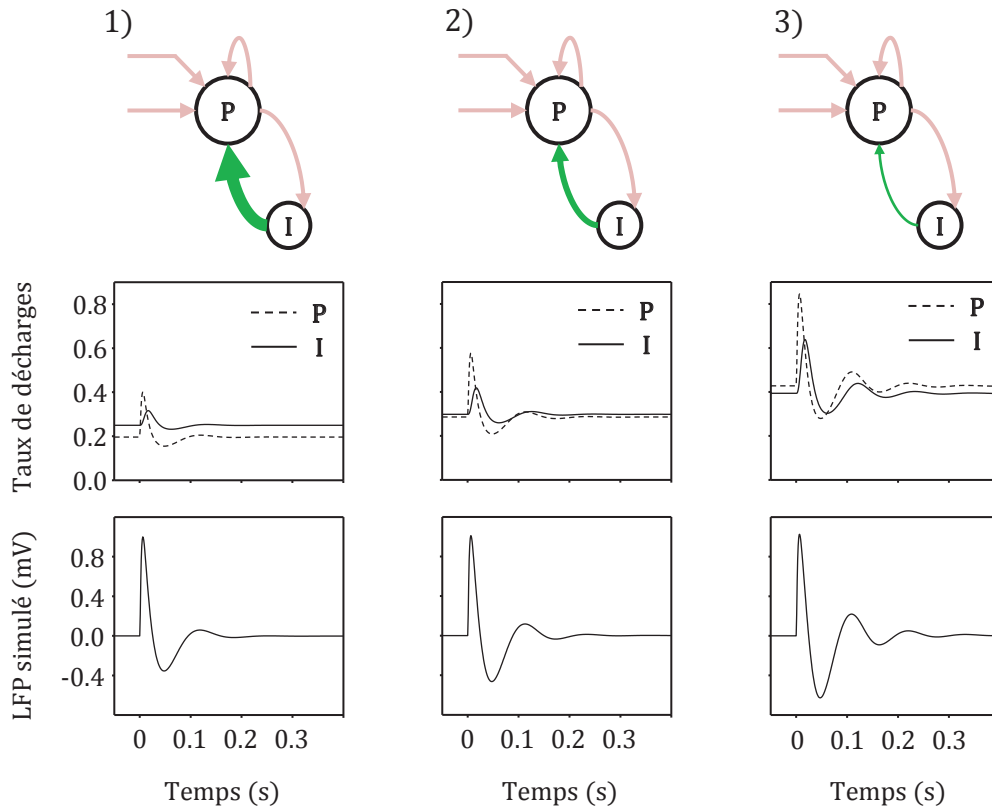 1)
2)
3)
P
P
P
I
I
I
Taux de décharges
0.8
0.6
0.4
0.2
0.0
P
I
P
I
P
I
LFP simulé (mV)
0.8
0.4
0.0
-0.4
0 0.1 0.2 0.3
0 0.1 0.2 0.3
0 0.1 0.2 0.3
Temps (s)
Temps (s)
Temps (s)